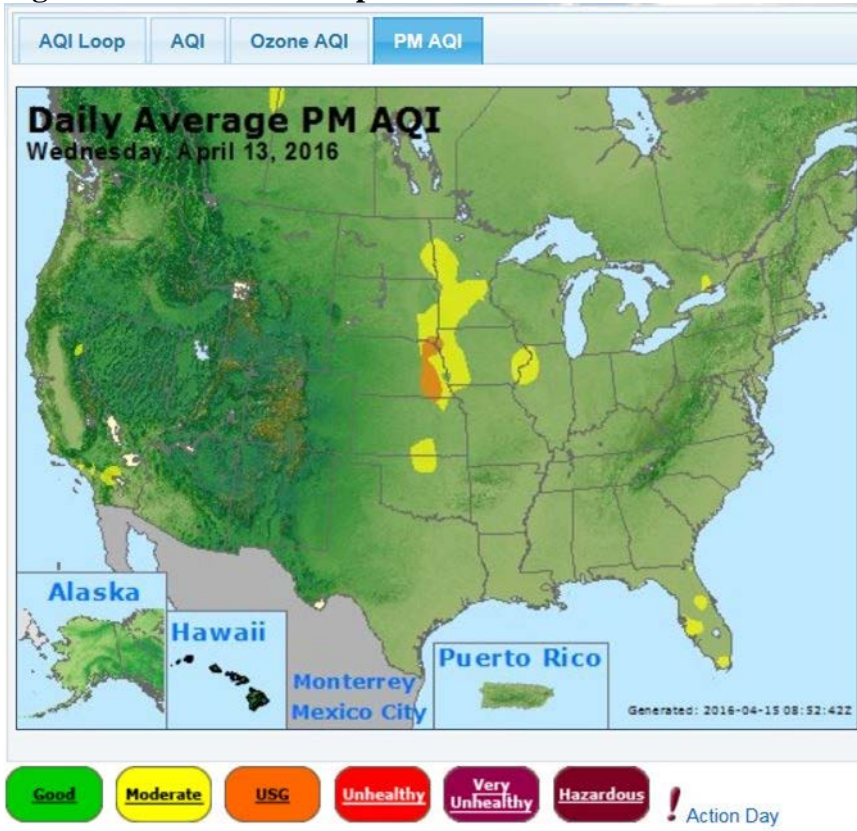 AQI Loop AQI Ozone AQI PM AQI
Daily Average PM AQI
Wednesday, April 13, 2016
Alaska
Hawaii
Monterrey
Mexico City
Puerto Rico
Generated: 2016-04-15 08:52:42Z
Good Moderate USG Unhealthy Very Unhealthy Hazardous ! Action Day